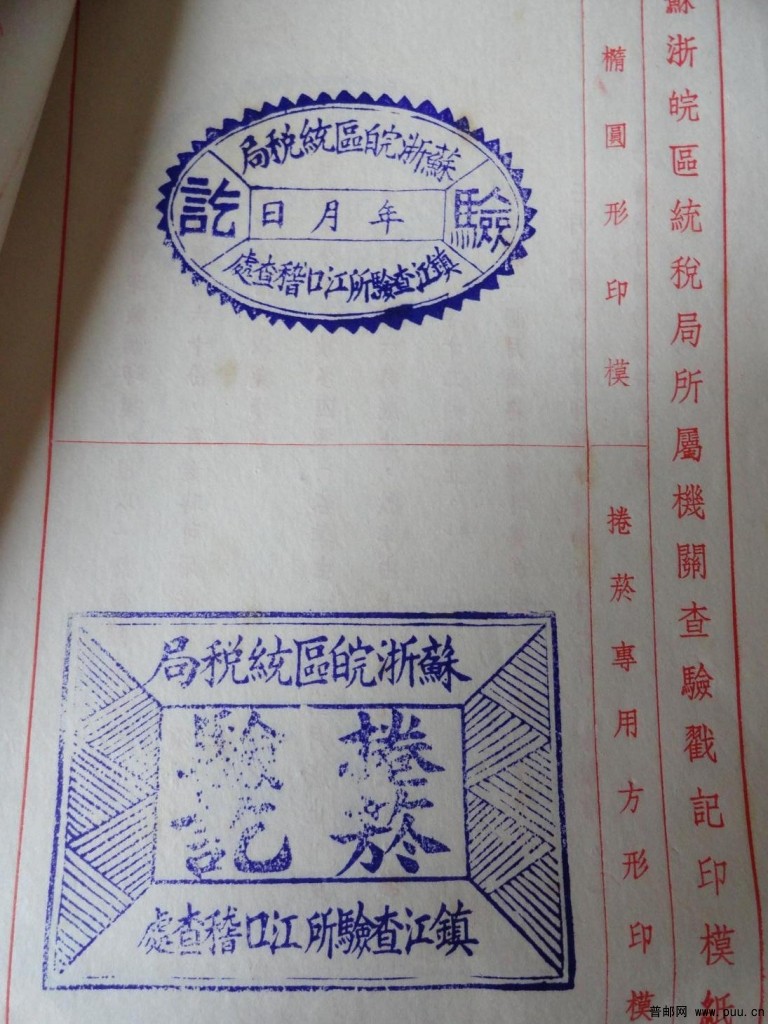 蘇浙皖區統稅局所屬機關查驗戳記印模紙
橢圓形印模
蘇浙皖區統稅局
驗訖
年月日
鎮江查驗所江口稽查處
捲菸專用方形印模
蘇浙皖區統稅局
捲菸
驗訖
鎮江查驗所江口稽查處
普邮网 www.puu.cn